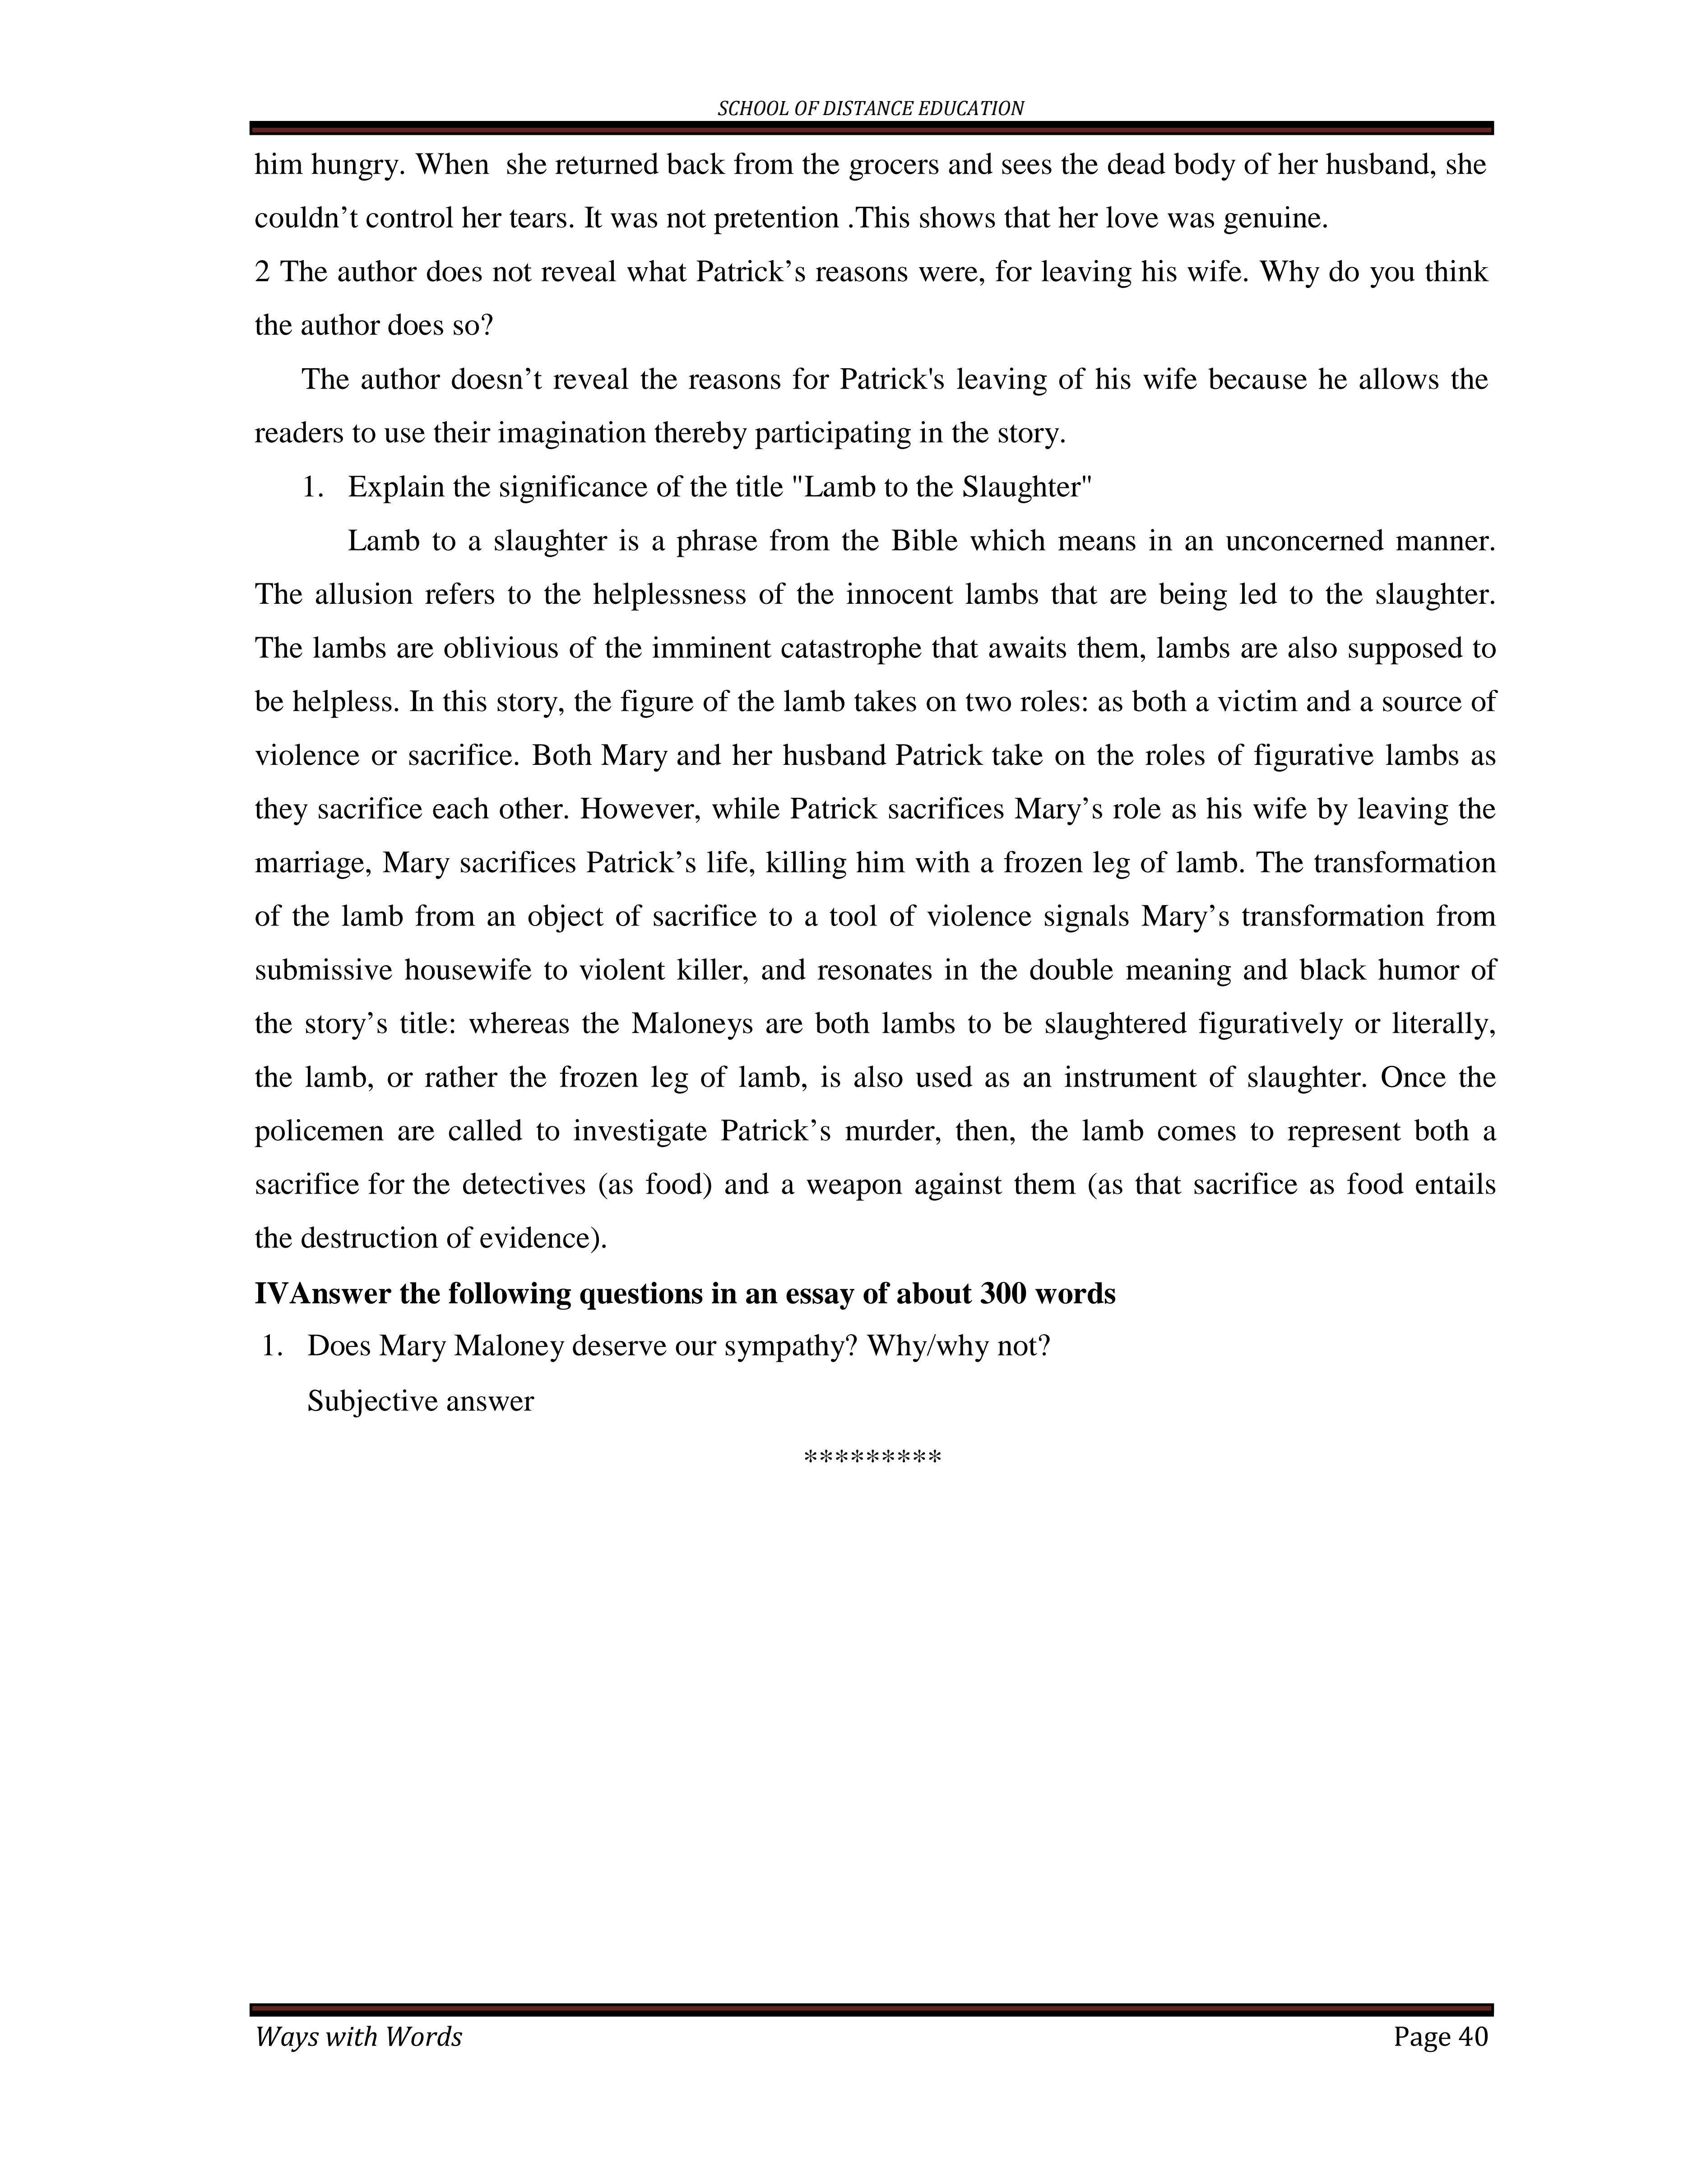 SCHOOL OF DISTANCE EDUCATION
him hungry. When  she returned back from the grocers and sees the dead body of her husband, she
couldn’t control her tears. It was not pretention .This shows that her love was genuine.
2 The author does not reveal what Patrick’s reasons were, for leaving his wife. Why do you think
the author does so?
The author doesn’t reveal the reasons for Patrick's leaving of his wife because he allows the
readers to use their imagination thereby participating in the story.
1. Explain the significance of the title "Lamb to the Slaughter"
Lamb to a slaughter is a phrase from the Bible which means in an unconcerned manner.
The allusion refers to the helplessness of the innocent lambs that are being led to the slaughter.
The lambs are oblivious of the imminent catastrophe that awaits them, lambs are also supposed to
be helpless. In this story, the figure of the lamb takes on two roles: as both a victim and a source of
violence or sacrifice. Both Mary and her husband Patrick take on the roles of figurative lambs as
they sacrifice each other. However, while Patrick sacrifices Mary’s role as his wife by leaving the
marriage, Mary sacrifices Patrick’s life, killing him with a frozen leg of lamb. The transformation
of the lamb from an object of sacrifice to a tool of violence signals Mary’s transformation from
submissive housewife to violent killer, and resonates in the double meaning and black humor of
the story’s title: whereas the Maloneys are both lambs to be slaughtered figuratively or literally,
the lamb, or rather the frozen leg of lamb, is also used as an instrument of slaughter. Once the
policemen are called to investigate Patrick’s murder, then, the lamb comes to represent both a
sacrifice for the detectives (as food) and a weapon against them (as that sacrifice as food entails
the destruction of evidence).
IVAnswer the following questions in an essay of about 300 words
1. Does Mary Maloney deserve our sympathy? Why/why not?
Subjective answer
*********
Ways with Words
Page 40